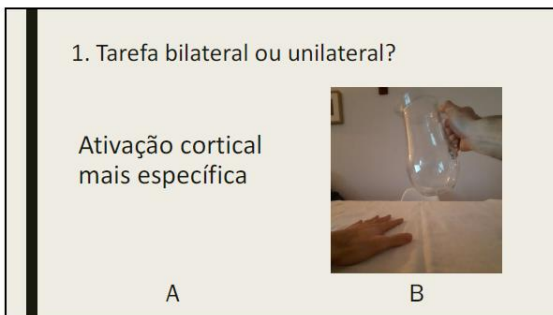 1. Tarefa bilateral ou unilateral?
Ativação cortical
mais específica
A
B